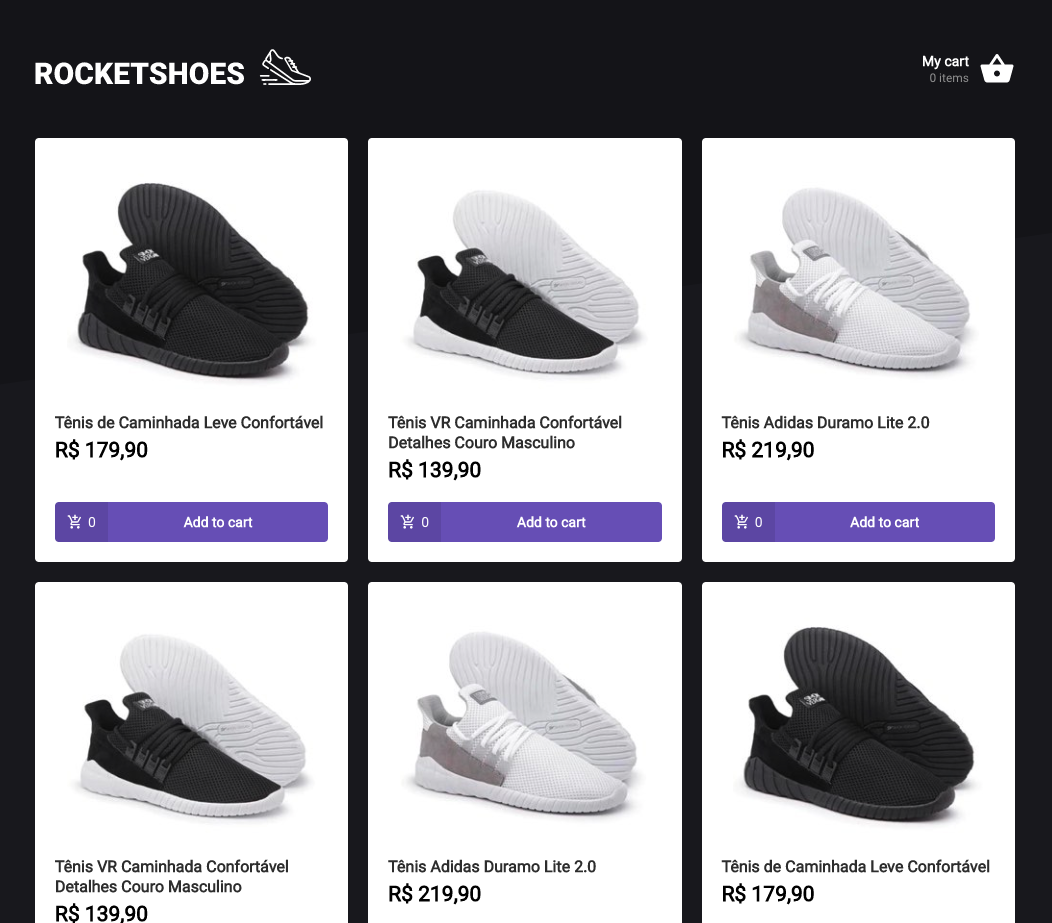 ROCKETSHOES
My cart
0 items
Tênis de Caminhada Leve Confortável
R$ 179,90
0 Add to cart
Tênis VR Caminhada Confortável
Detalhes Couro Masculino
R$ 139,90
0 Add to cart
Tênis Adidas Duramo Lite 2.0
R$ 219,90
0 Add to cart
Tênis VR Caminhada Confortável
Detalhes Couro Masculino
R$ 139,90
Tênis Adidas Duramo Lite 2.0
R$ 219,90
Tênis de Caminhada Leve Confortável
R$ 179,90